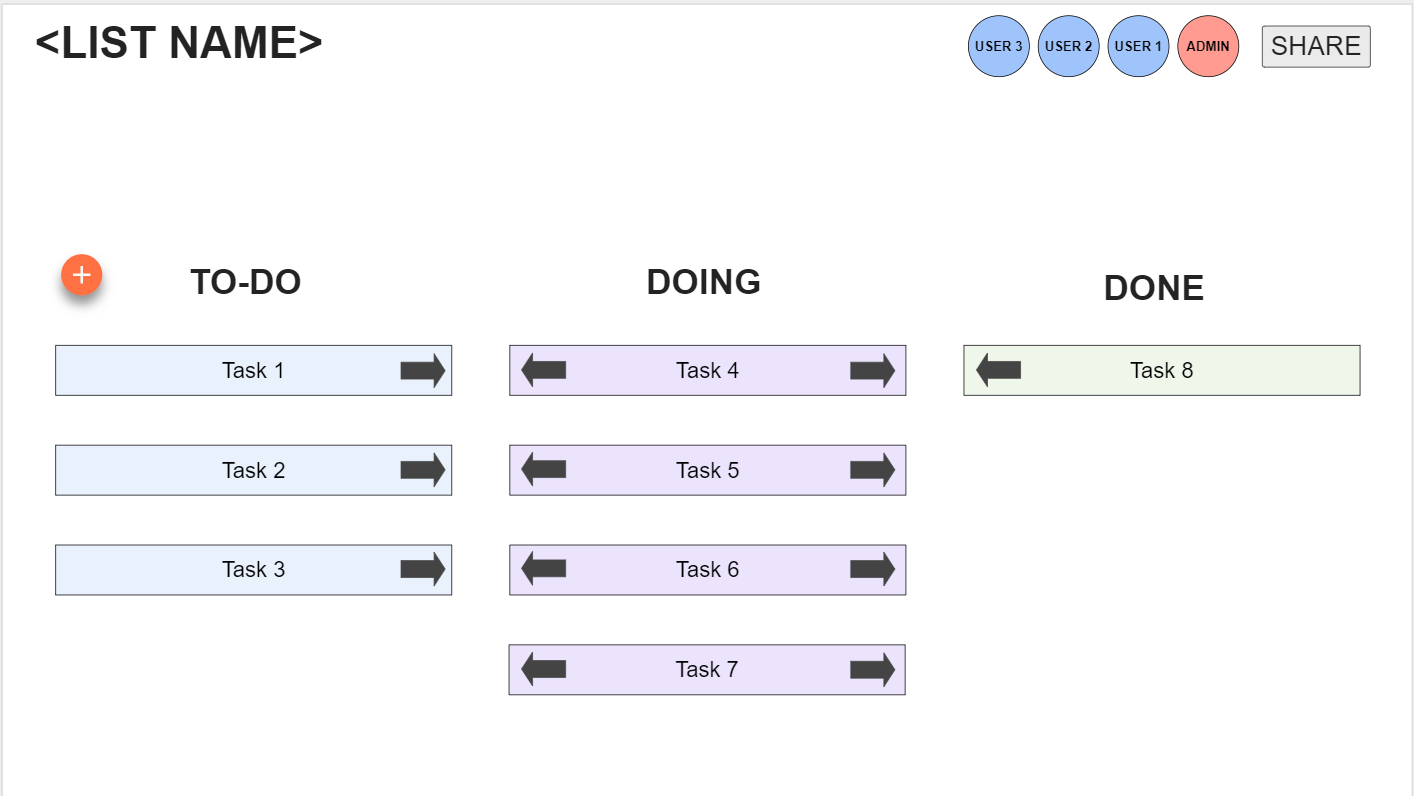 <LIST NAME>
USER 3
USER 2
USER 1
ADMIN
SHARE
+
TO-DO
DOING
DONE
Task 1
Task 4
Task 8
Task 2
Task 5
Task 3
Task 6
Task 7